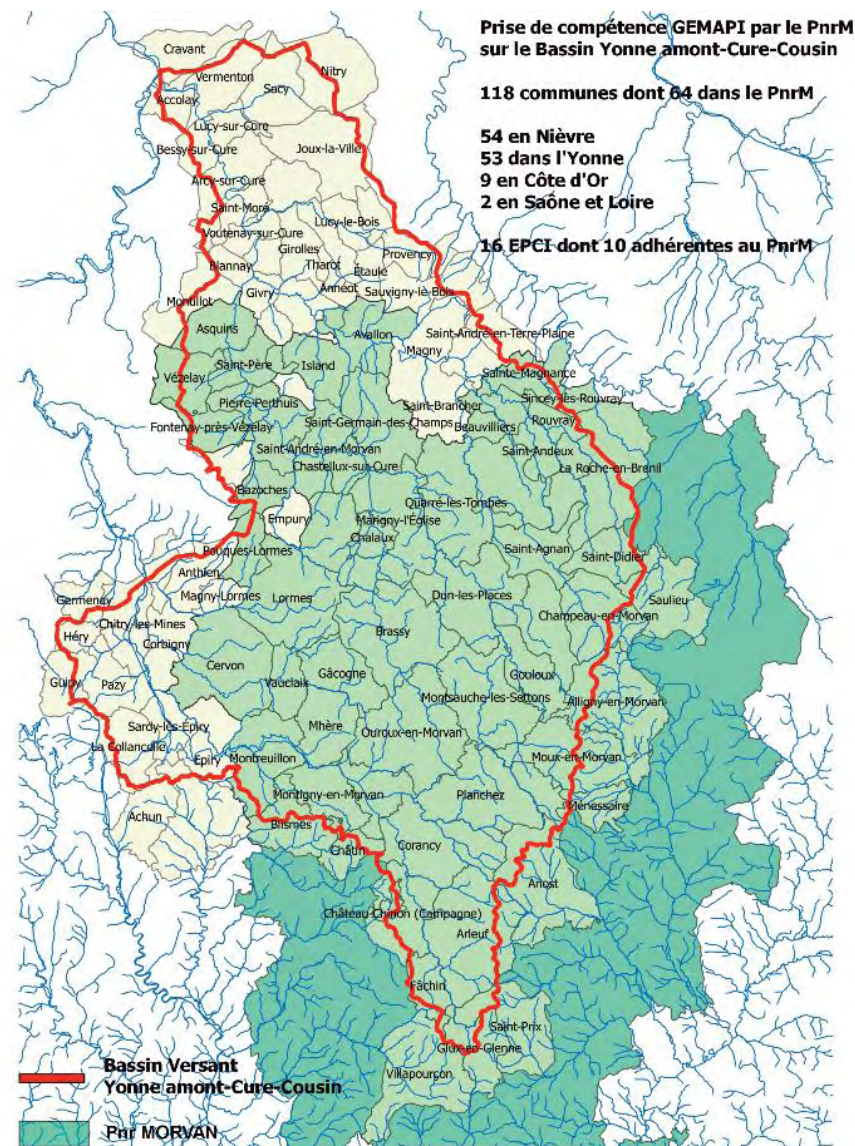 Prise de compétence GEMAPI par le PnrM
sur le Bassin Yonne amont-Cure-Cousin
118 communes dont 64 dans le PnrM
54 en Nièvre
53 dans l'Yonne
9 en Côte d'Or
2 en Saône et Loire
16 EPCI dont 10 adhérentes au PnrM
Cravant
Vermenton
Nitry
Sacy
Accolay
Lucy-sur-Cure
Bessy-sur-Cure
Joux-la-Ville
Arcy-sur-Cure
Saint-Moré
Lucy-le-Bois
Voutenay-sur-Cure
Girolles
Provency
Blannay
Tharot
Étaule
Annéot
Sauvigny-le-Bois
Givry
Montillot
Asquins
Avallon
Saint-André-en-Terre-Plaine
Magny
Saint-Père
Island
Vézelay
Sainte-Magnance
Sincey-lès-Rouvray
Pierre-Perthuis
Saint-Brancher
Rouvray
Fontenay-près-Vézelay
Saint-Germain-des-Champs
Beauvilliers
Saint-André-en-Morvan
Saint-Andeux
Chastellux-sur-Cure
La Roche-en-Brenil
Bazoches
Quarré-les-Tombes
Empury
Marigny-l'Église
Chalaux
Pouques-Lormes
Saint-Agnan
Saint-Didier
Anthien
Magny-Lormes
Lormes
Dun-les-Places
Saulieu
Germenay
Champeau-en-Morvan
Chitry-les-Mines
Héry
Corbigny
Brassy
Cervon
Gouloux
Guipy
Pazy
Vauclaix
Gâcogne
Montsauche-les-Settons
Alligny-en-Morvan
Sardy-lès-Epiry
Mhère
Ouroux-en-Morvan
La Collancelle
Epiry
Montreuillon
Moux-en-Morvan
Montigny-en-Morvan
Planchez
Ménessaire
Achun
Blismes
Châtin
Corancy
Anost
Château-Chinon (Campagne)
Arleuf
Fâchin
Saint-Prix
Glux-en-Glenne
Villapourçon
Bassin Versant
Yonne amont-Cure-Cousin
Pnr MORVAN